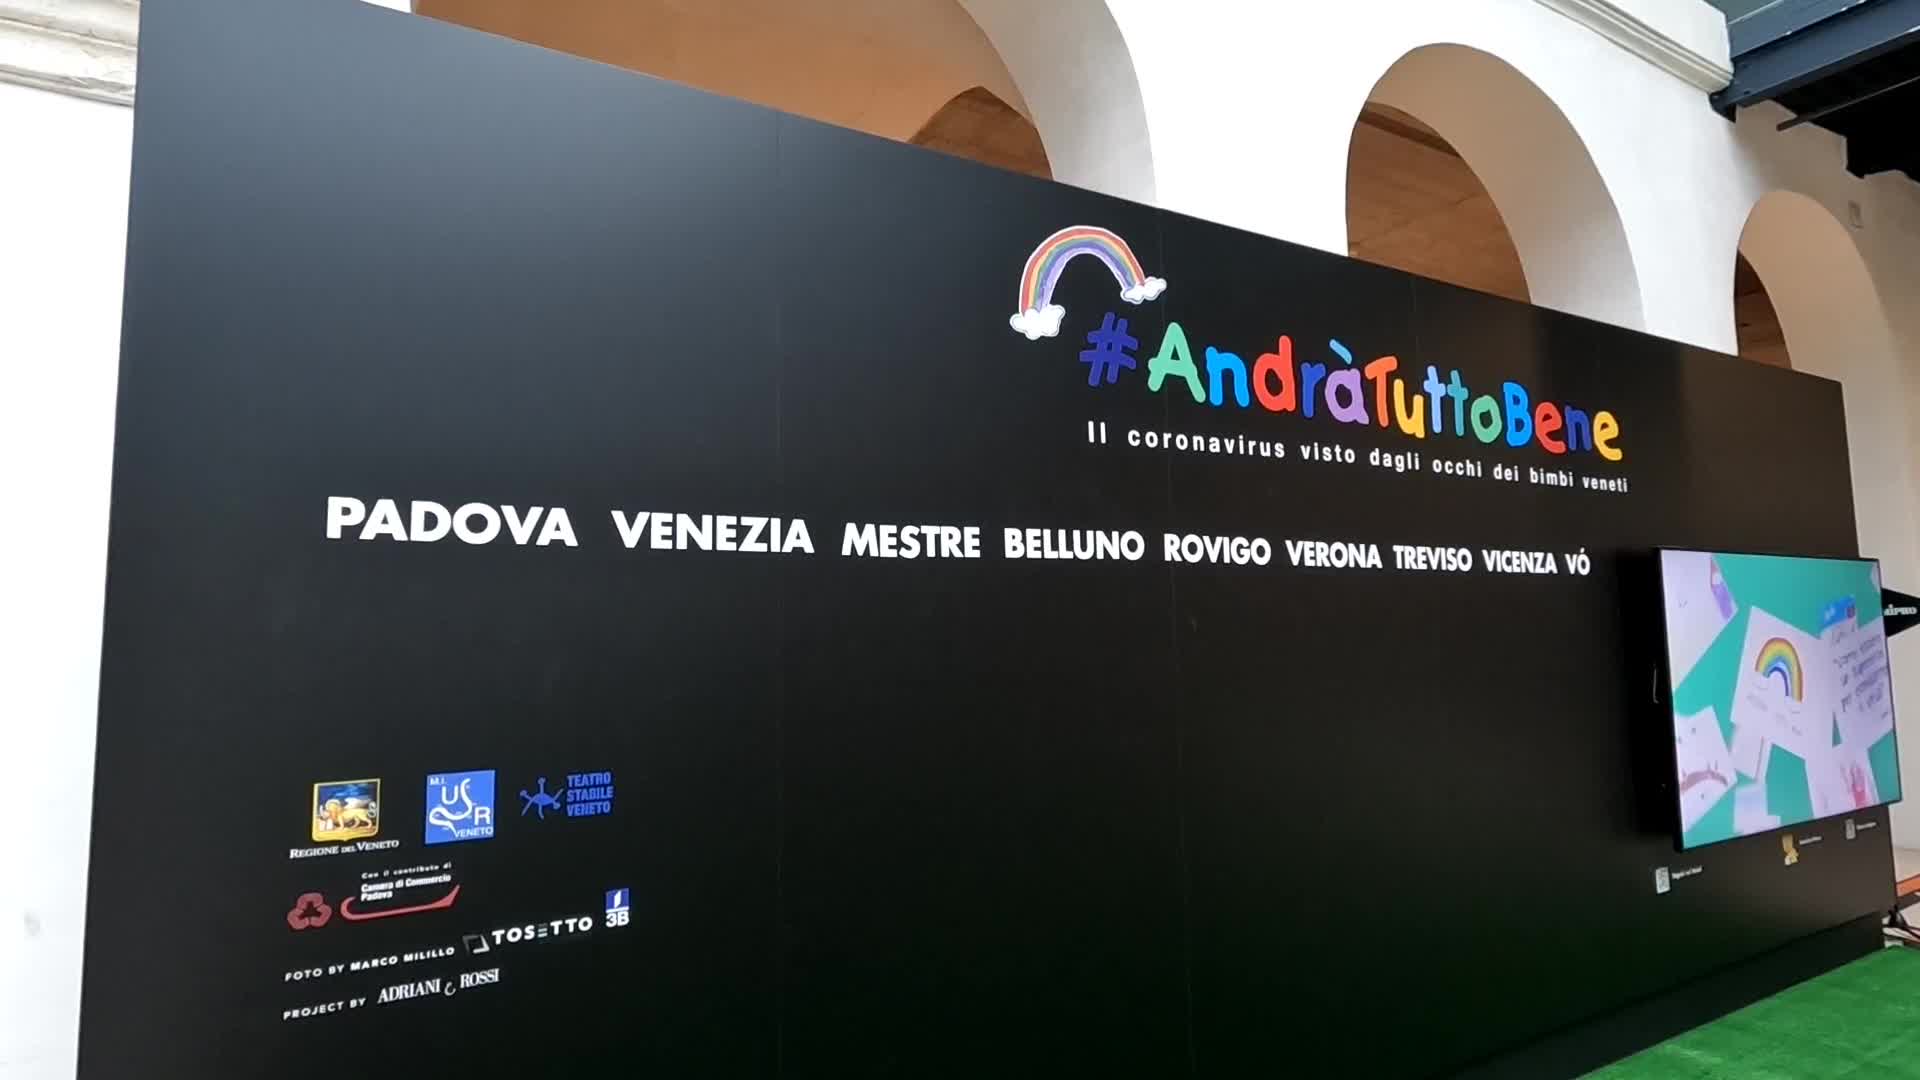 #AndràTuttoBene
Il coronavirus visto dagli occhi dei bimbi veneti
PADOVA VENEZIA MESTRE BELLUNO ROVIGO VERONA TREVISO VICENZA VÓ
REGIONE DEL VENETO
M.I.
USR
VENETO
TEATRO
STABILE
VENETO
Con il contributo di
Camera di Commercio
Padova
FOTO BY MARCO MILILLO
TOSETTO
3B
PROJECT BY ADRIANI e ROSSI